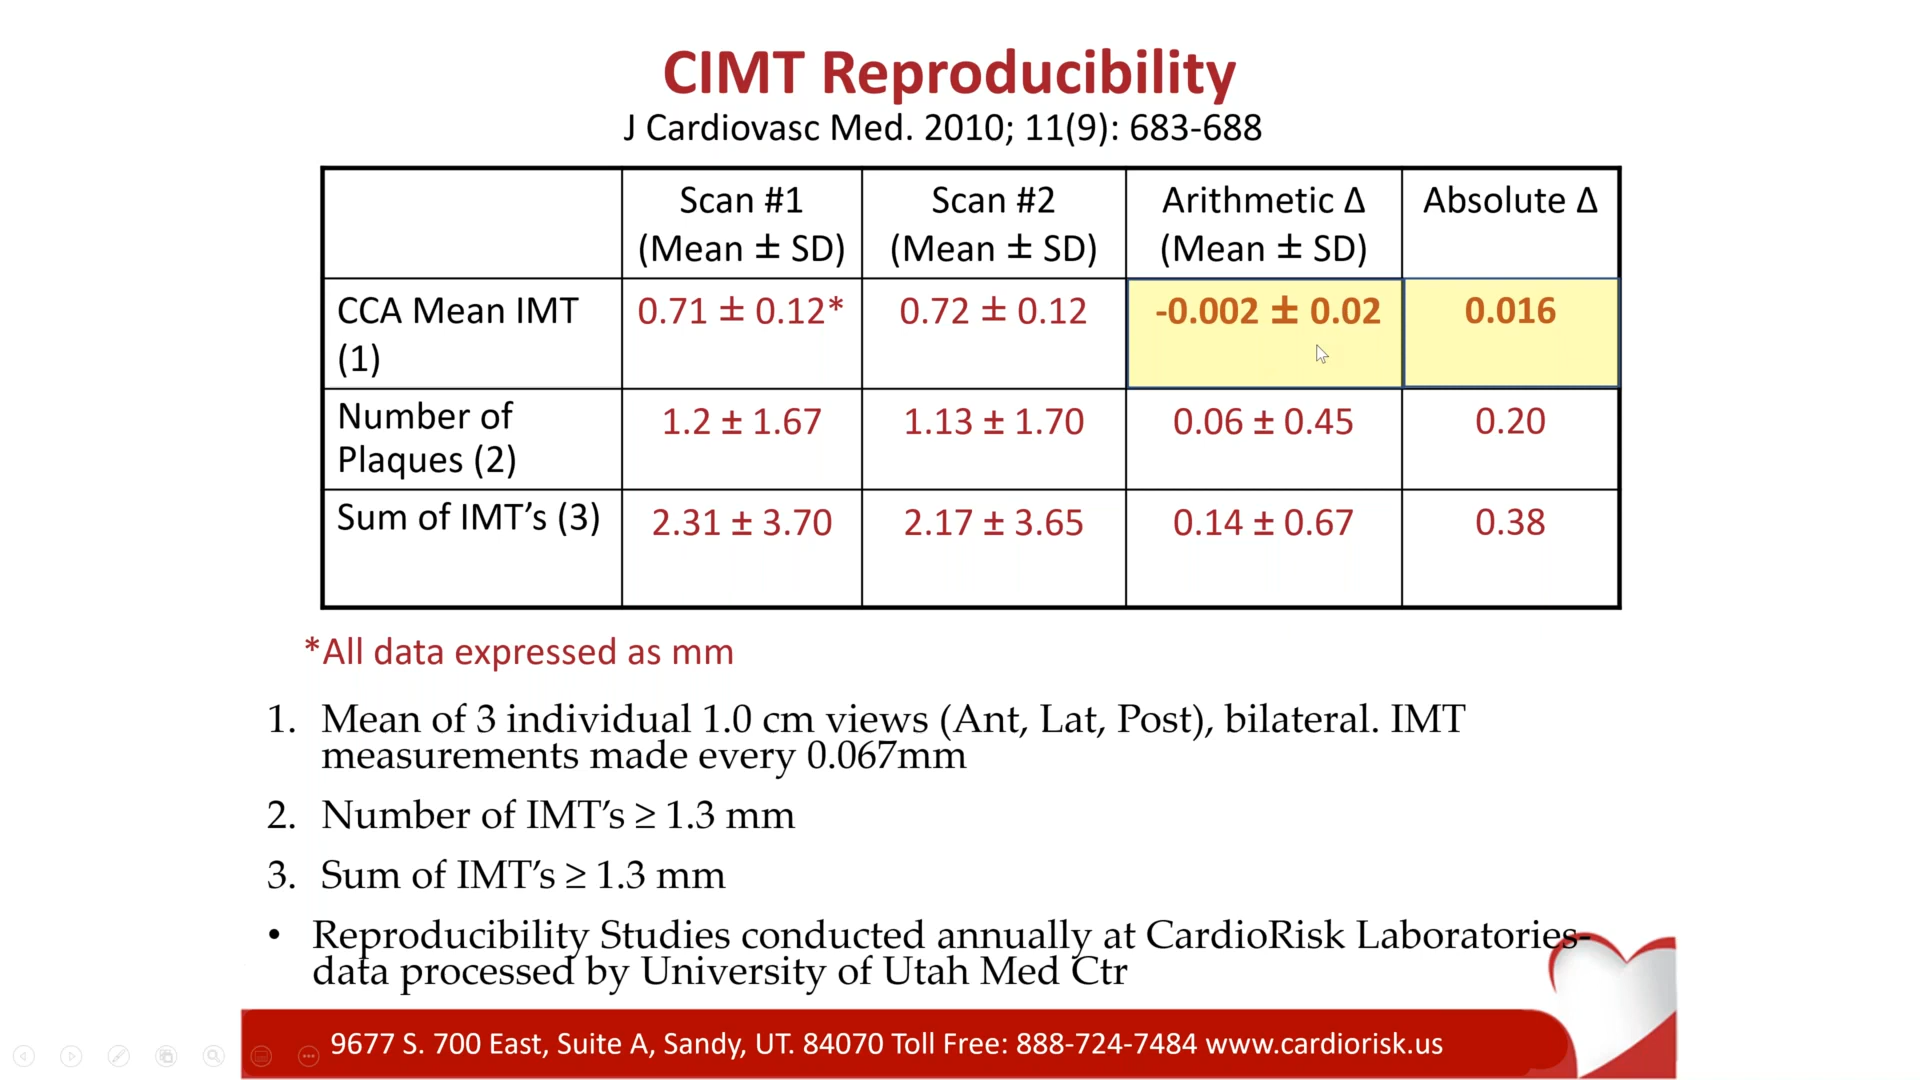 CIMT Reproducibility
J Cardiovasc Med. 2010; 11(9): 683-688
Scan #1 (Mean ± SD) Scan #2 (Mean ± SD) Arithmetic Δ (Mean ± SD) Absolute Δ
CCA Mean IMT (1) 0.71 ± 0.12* 0.72 ± 0.12 -0.002 ± 0.02 0.016
Number of Plaques (2) 1.2 ± 1.67 1.13 ± 1.70 0.06 ± 0.45 0.20
Sum of IMT’s (3) 2.31 ± 3.70 2.17 ± 3.65 0.14 ± 0.67 0.38
*All data expressed as mm
1. Mean of 3 individual 1.0 cm views (Ant, Lat, Post), bilateral. IMT
measurements made every 0.067mm
2. Number of IMT’s ≥ 1.3 mm
3. Sum of IMT’s ≥ 1.3 mm
• Reproducibility Studies conducted annually at CardioRisk Laboratories-
data processed by University of Utah Med Ctr
9677 S. 700 East, Suite A, Sandy, UT. 84070 Toll Free: 888-724-7484 www.cardiorisk.us